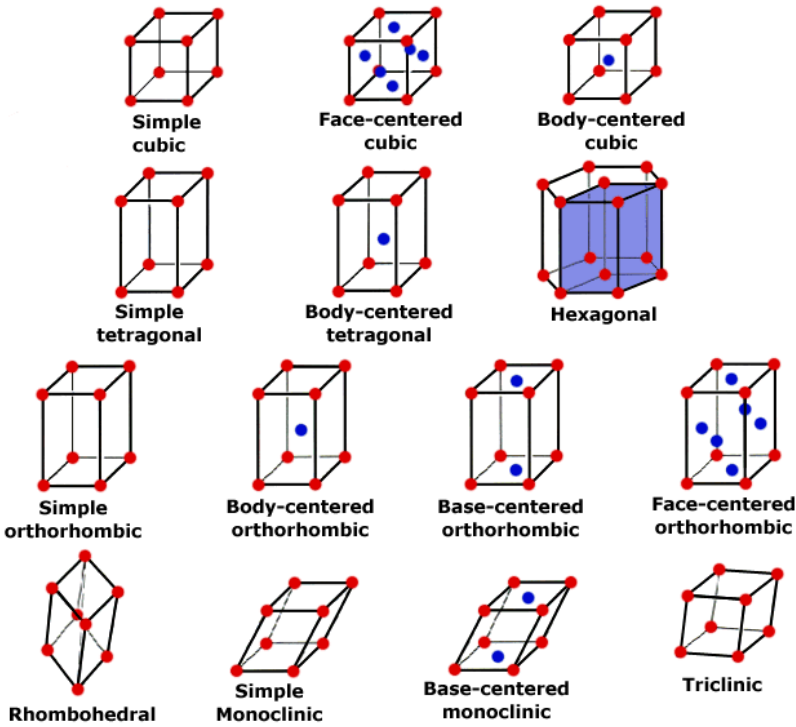 Simple
cubic
Face-centered
cubic
Body-centered
cubic
Simple
tetragonal
Body-centered
tetragonal
Hexagonal
Simple
orthorhombic
Body-centered
orthorhombic
Base-centered
orthorhombic
Face-centered
orthorhombic
Rhombohedral
Simple
Monoclinic
Base-centered
monoclinic
Triclinic